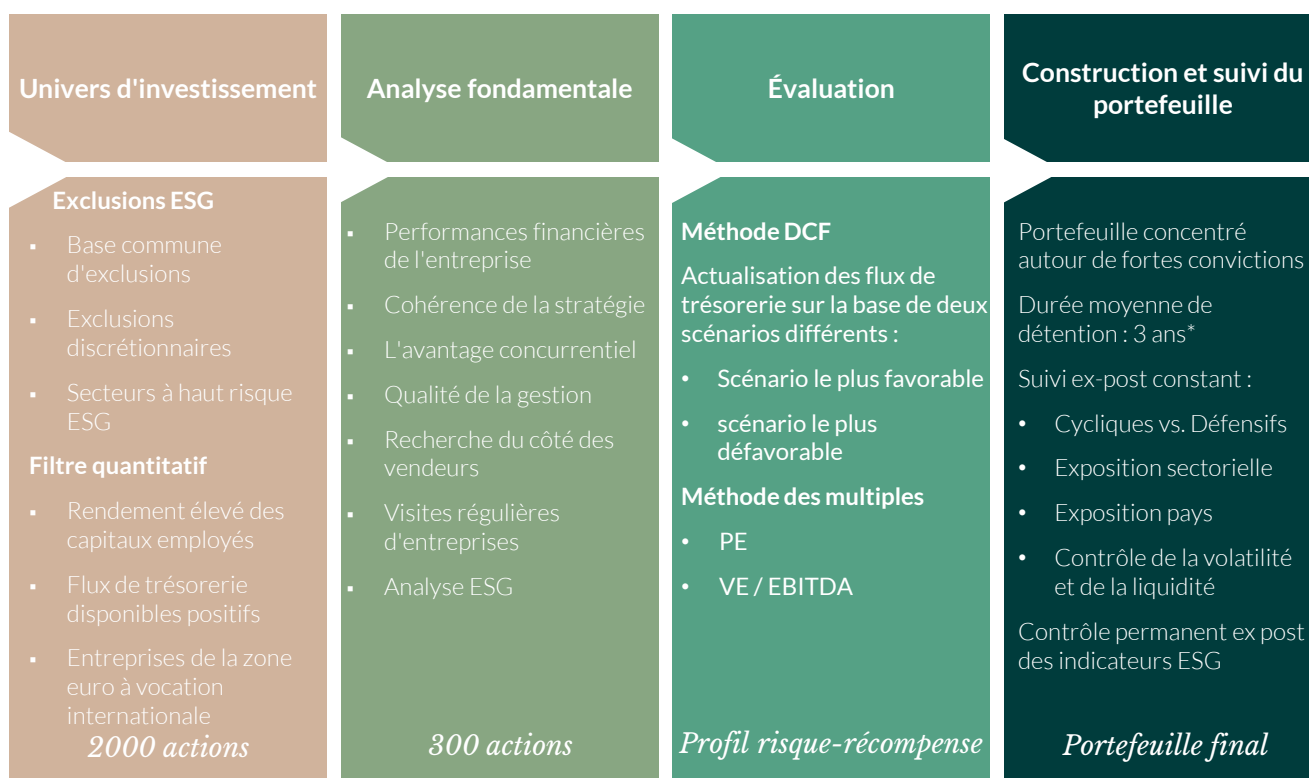 Univers d'investissement
Exclusions ESG
▪ Base commune
d'exclusions
▪ Exclusions
discrétionnaires
▪ Secteurs à haut risque
ESG
Filtre quantitatif
▪ Rendement élevé des
capitaux employés
▪ Flux de trésorerie
disponibles positifs
▪ Entreprises de la zone
euro à vocation
internationale
2000 actions
Analyse fondamentale
▪ Performances financières
de l'entreprise
▪ Cohérence de la stratégie
▪ L'avantage concurrentiel
▪ Qualité de la gestion
▪ Recherche du côté des
vendeurs
▪ Visites régulières
d'entreprises
▪ Analyse ESG
300 actions
Évaluation
Méthode DCF
Actualisation des flux de
trésorerie sur la base de deux
scénarios différents :
• Scénario le plus favorable
• scénario le plus
défavorable
Méthode des multiples
• PE
• VE / EBITDA
Profil risque-récompense
Construction et suivi du
portefeuille
Portefeuille concentré
autour de fortes convictions
Durée moyenne de
détention : 3 ans*
Suivi ex-post constant :
• Cycliques vs. Défensifs
• Exposition sectorielle
• Exposition pays
• Contrôle de la volatilité
et de la liquidité
Contrôle permanent ex post
des indicateurs ESG
Portefeuille final